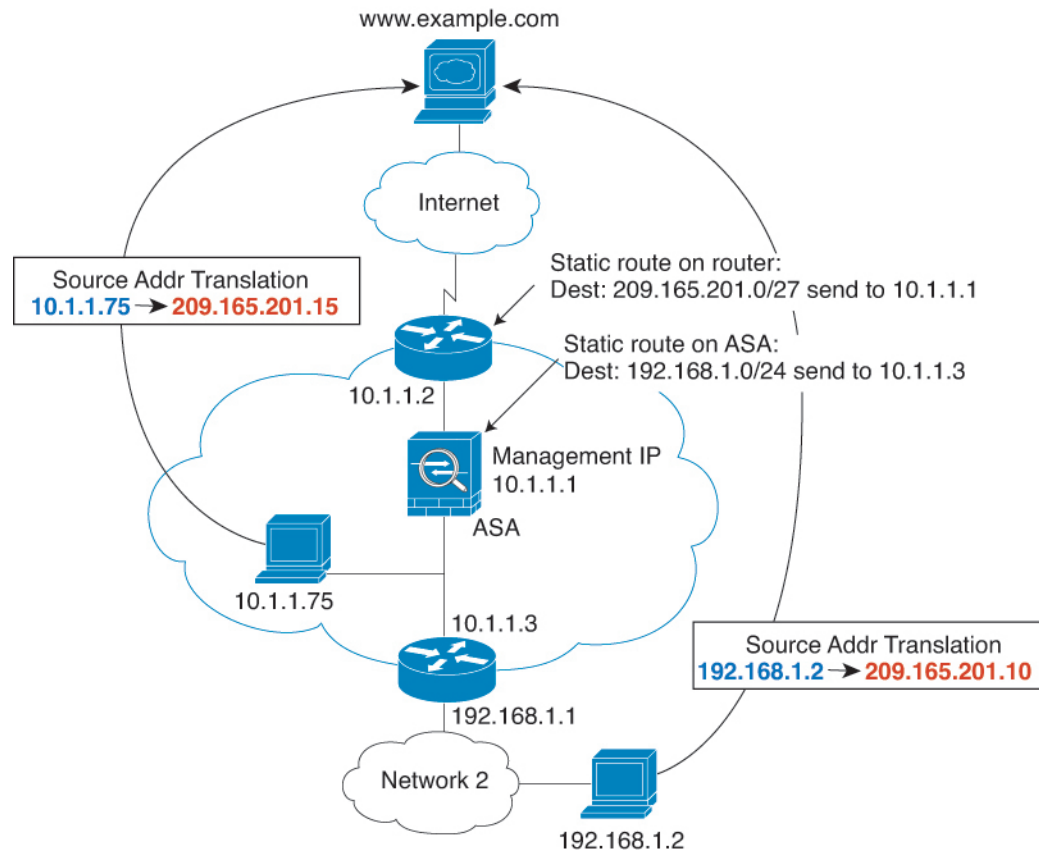 www.example.com
Internet
Source Addr Translation
10.1.1.75 → 209.165.201.15
Static route on router:
Dest: 209.165.201.0/27 send to 10.1.1.1
Static route on ASA:
Dest: 192.168.1.0/24 send to 10.1.1.3
10.1.1.2
Management IP
10.1.1.1
ASA
10.1.1.75
10.1.1.3
Source Addr Translation
192.168.1.2 → 209.165.201.10
192.168.1.1
Network 2
192.168.1.2